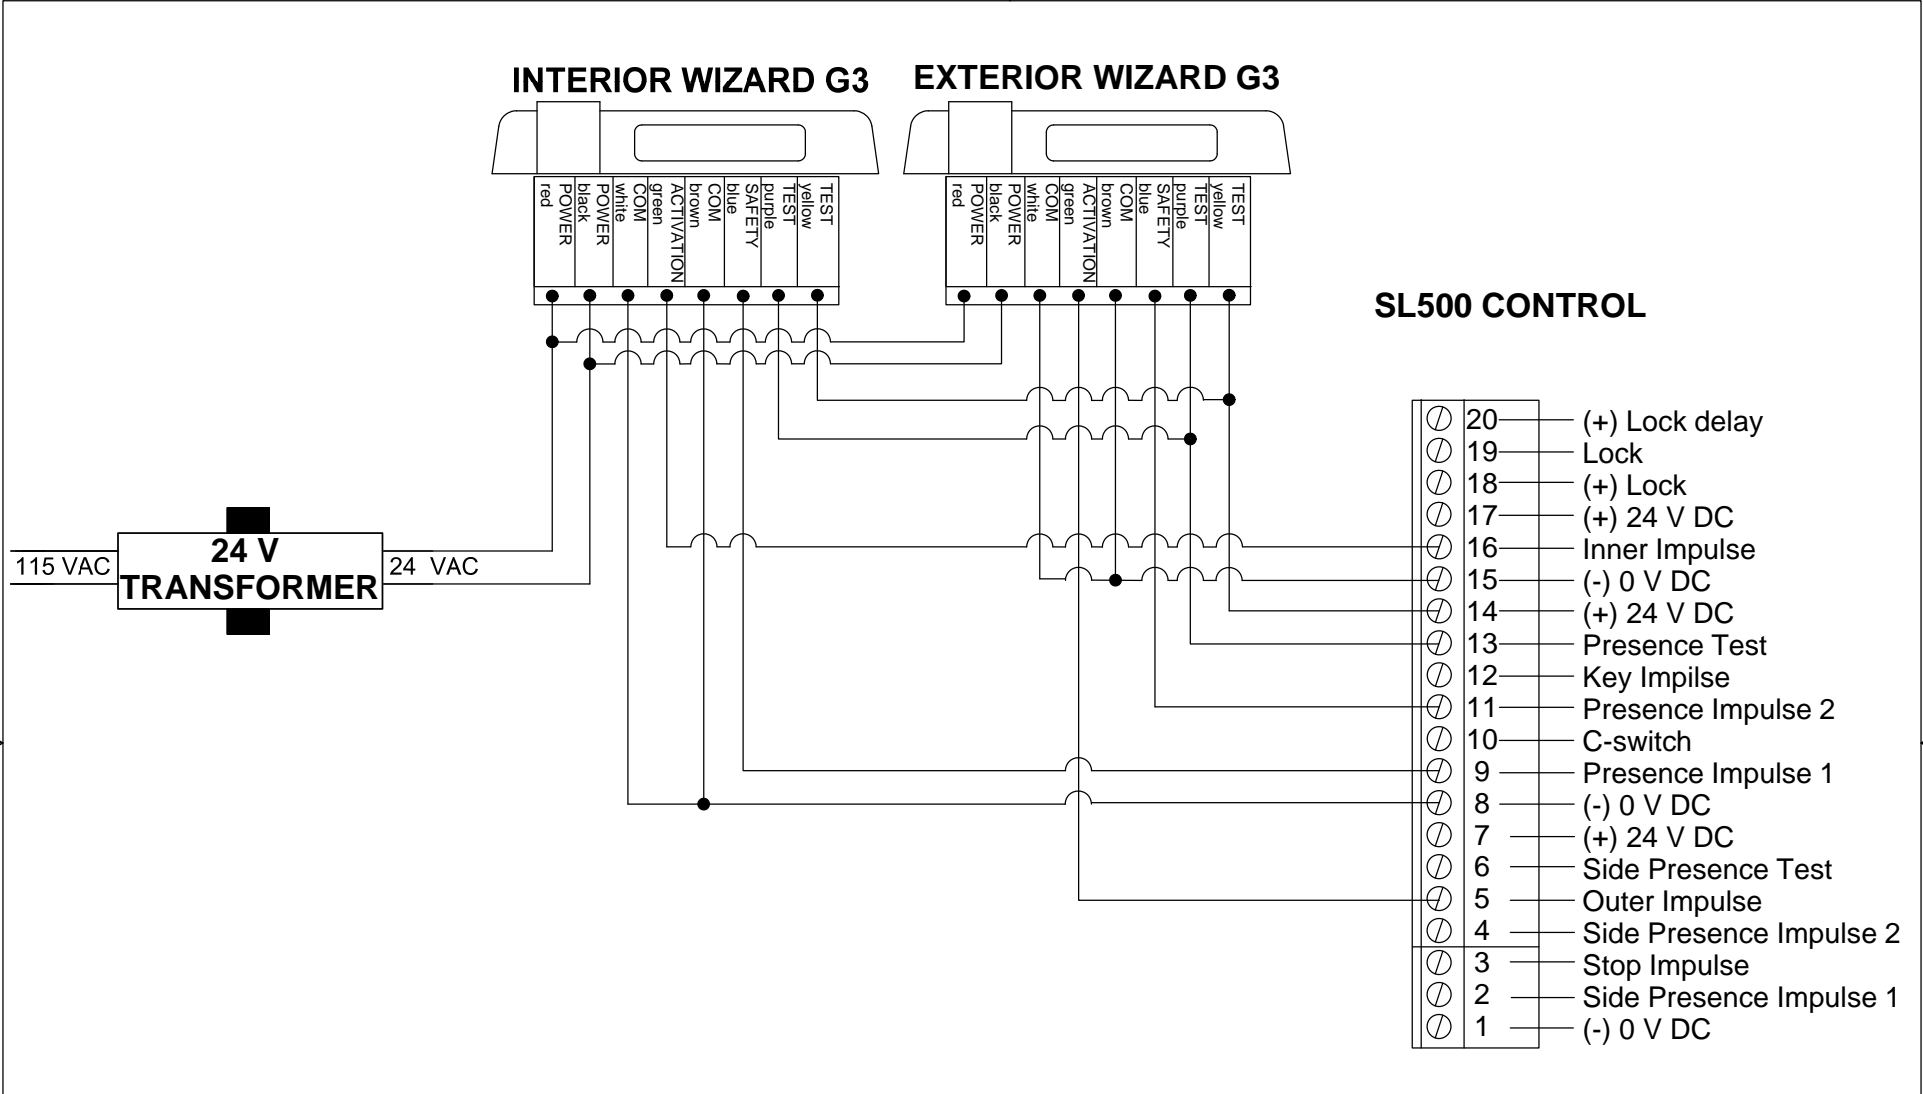 INTERIOR WIZARD G3
EXTERIOR WIZARD G3
POWER
red
POWER
black
COM
white
ACTIVATION
green
COM
brown
SAFETY
blue
TEST
purple
TEST
yellow
POWER
red
POWER
black
COM
white
ACTIVATION
green
COM
brown
SAFETY
blue
TEST
purple
TEST
yellow
SL500 CONTROL
115 VAC
24 V
TRANSFORMER
24 VAC
20 (+) Lock delay
19 Lock
18 (+) Lock
17 (+) 24 V DC
16 Inner Impulse
15 (-) 0 V DC
14 (+) 24 V DC
13 Presence Test
12 Key Impilse
11 Presence Impulse 2
10 C-switch
9 Presence Impulse 1
8 (-) 0 V DC
7 (+) 24 V DC
6 Side Presence Test
5 Outer Impulse
4 Side Presence Impulse 2
3 Stop Impulse
2 Side Presence Impulse 1
1 (-) 0 V DC